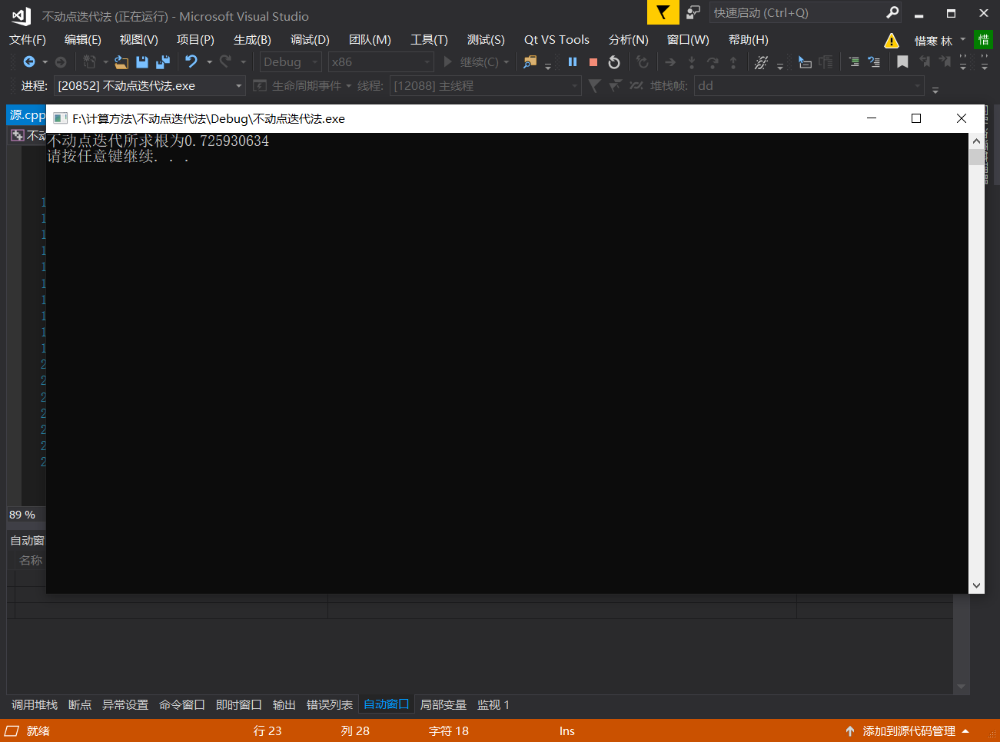 不动点迭代法 (正在运行) - Microsoft Visual Studio
快速启动 (Ctrl+Q)
文件(F) 编辑(E) 视图(V) 项目(P) 生成(B) 调试(D) 团队(M) 工具(T) 测试(S) Qt VS Tools 分析(N) 窗口(W) 帮助(H) 惜寒 林 惜
Debug x86 继续(C)
进程: [20852] 不动点迭代法.exe 生命周期事件 线程: [12088] 主线程 堆栈帧: dd
源.cpp
F:\计算方法\不动点迭代法\Debug\不动点迭代法.exe
不动
不动点迭代所求根为0.725930634
请按任意键继续. . .
1
1
1
1
1
1
1
1
1
1
2
2
2
2
2
2
2
89 %
自动窗
名称
调用堆栈 断点 异常设置 命令窗口 即时窗口 输出 错误列表 自动窗口 局部变量 监视 1
就绪 行 23 列 28 字符 18 Ins 添加到源代码管理